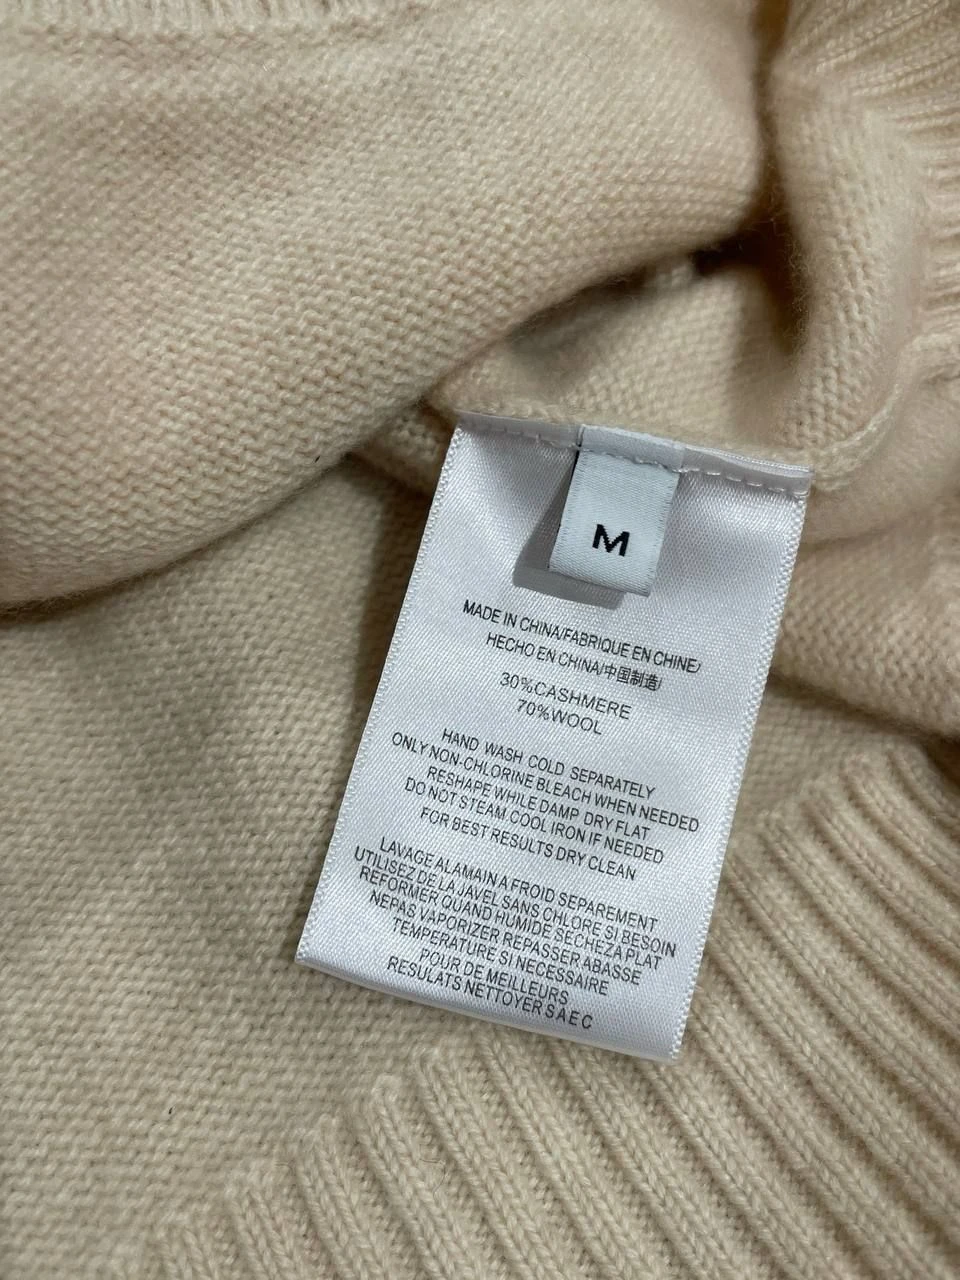 M
MADE IN CHINA/FABRIQUE EN CHINE/
HECHO EN CHINA/中国制造/
30%CASHMERE
70%WOOL
HAND WASH COLD SEPARATELY
ONLY NON-CHLORINE BLEACH WHEN NEEDED
RESHAPE WHILE DAMP DRY FLAT
DO NOT STEAM.COOL IRON IF NEEDED
FOR BEST RESULTS DRY CLEAN
LAVAGE ALAMAIN A FROID SEPAREMENT
UTILISEZ DE LA JAVEL SANS CHLORE SI BESOIN
REFORMER QUAND HUMIDE SECHEZA PLAT
NEPAS VAPORIZER REPASSER ABASSE
TEMPERATURE SI NECESSAIRE
POUR DE MEILLEURS
RESULATS NETTOYER SAEC